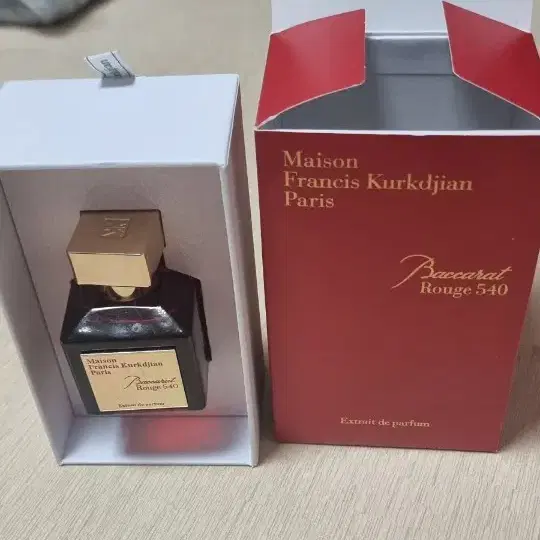 Maison
Francis Kurkdjian
Paris
Baccarat
Rouge 540
Extrait de parfum
Maison
Francis Kurkdjian
Paris
Baccarat
Rouge 540
Extrait de parfum